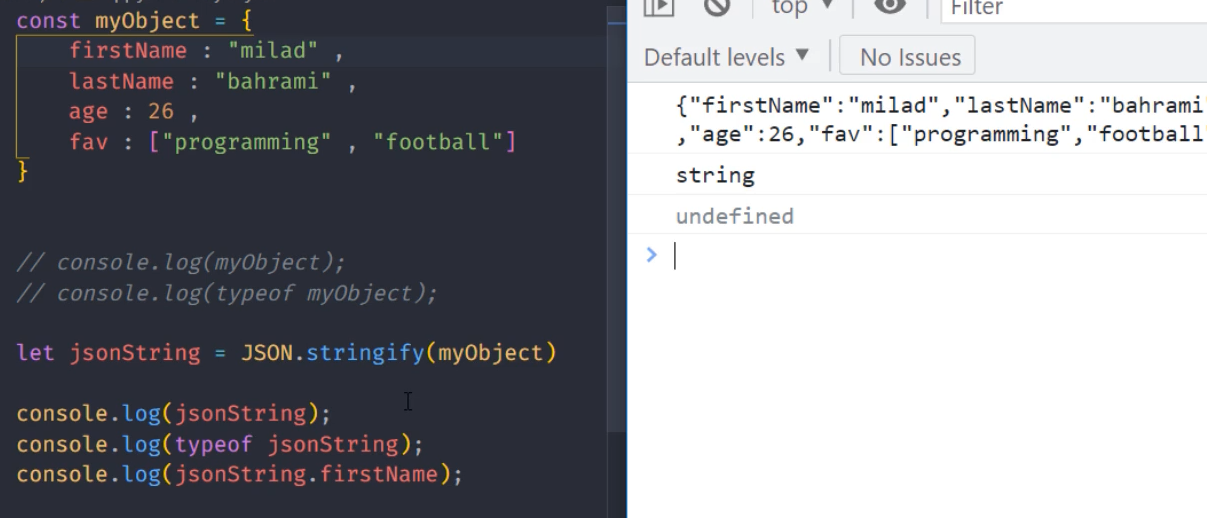 const myObject = {
firstName : "milad" ,
lastName : "bahrami" ,
age : 26 ,
fav : ["programming" , "football"]
}
// console.log(myObject);
// console.log(typeof myObject);
let jsonString = JSON.stringify(myObject)
console.log(jsonString);
console.log(typeof jsonString);
console.log(jsonString.firstName);
top ▼ Filter
Default levels ▼ No Issues
{"firstName":"milad","lastName":"bahrami"
,"age":26,"fav":["programming","football"
string
undefined
>